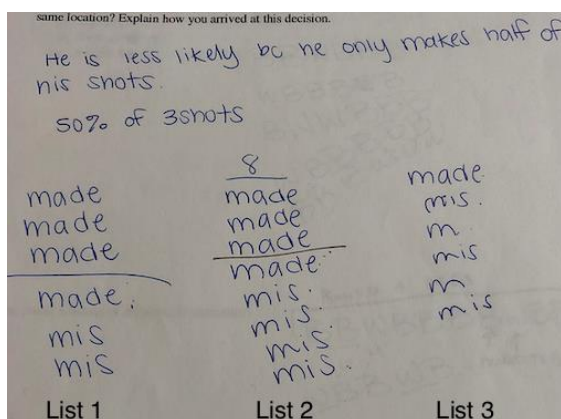 same location? Explain how you arrived at this decision.
He is less likely bc he only makes half of
his shots.
50% of 3shots
made
made
made
made.
mis
mis
List 1
8
made
made
made
made
mis.
mis.
mis
mis.
List 2
made
mis.
m
mis
m
mis
List 3